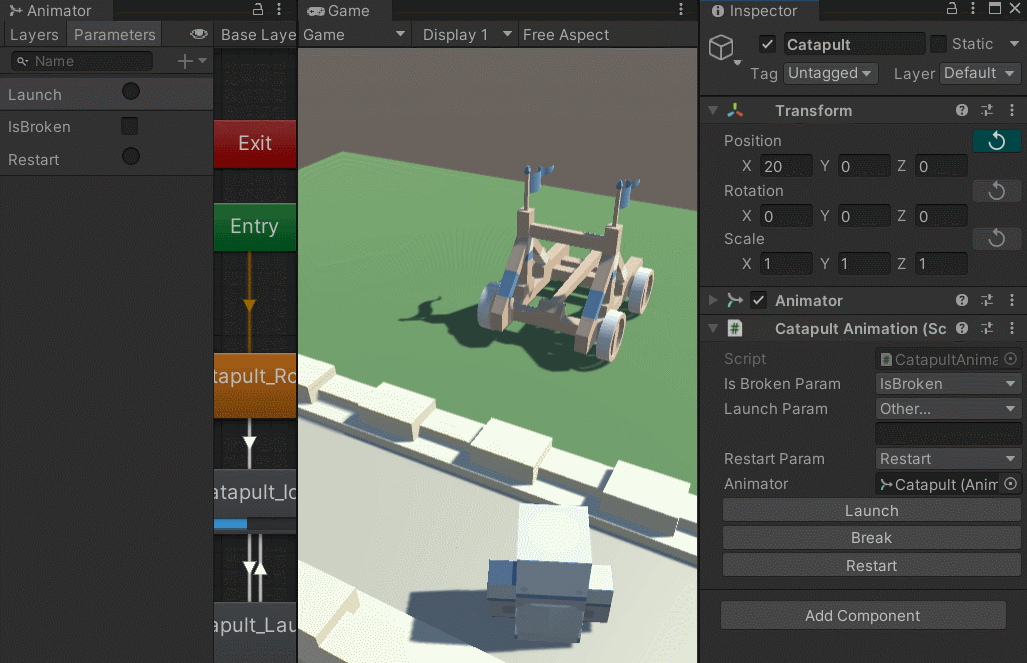 Animator
Layers
Parameters
Base Laye
Name
Launch
IsBroken
Restart
Exit
Entry
tapult_Ro
atapult_Id
apult_Lau
Game
Game
Display 1
Free Aspect
Inspector
Catapult
Static
Tag
Untagged
Layer
Default
Transform
Position
X 20 Y 0 Z 0
Rotation
X 0 Y 0 Z 0
Scale
X 1 Y 1 Z 1
Animator
Catapult Animation (Sc
Script
CatapultAnima
Is Broken Param
IsBroken
Launch Param
Other...
Restart Param
Restart
Animator
Catapult (Anim
Launch
Break
Restart
Add Component